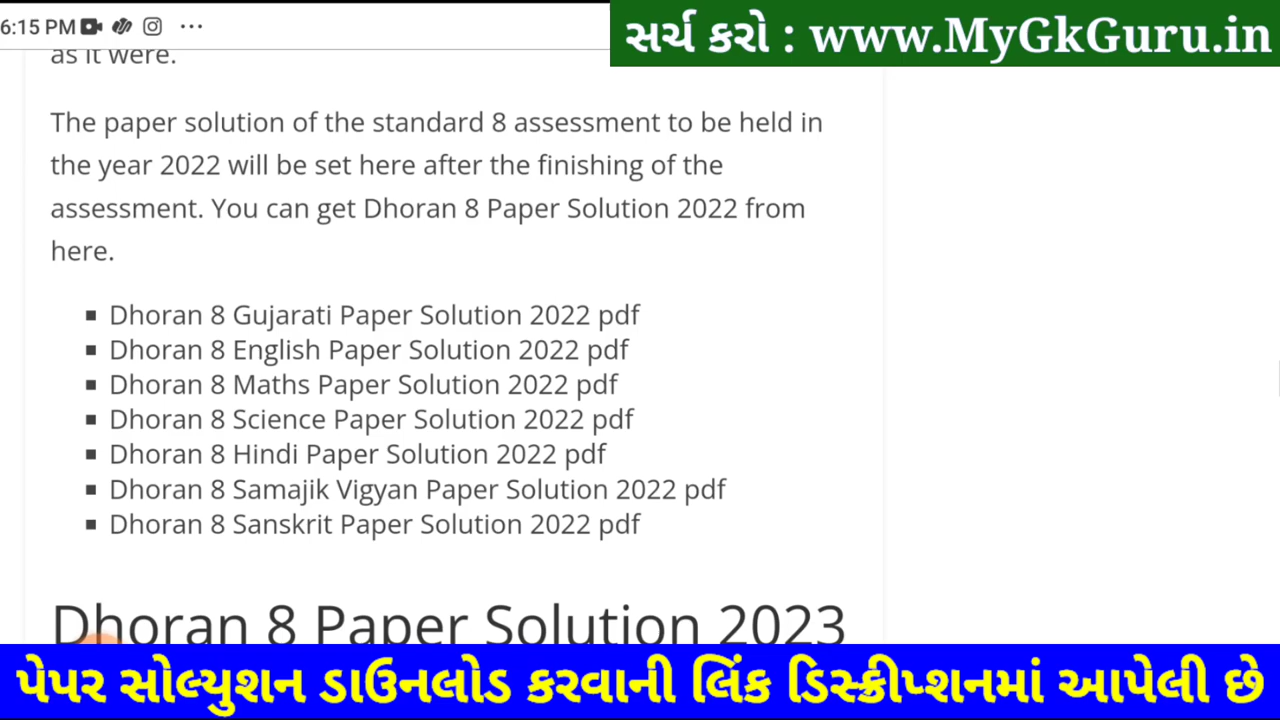 6:15 PM
સર્ચ કરો : www.MyGkGuru.in
as it were.
The paper solution of the standard 8 assessment to be held in
the year 2022 will be set here after the finishing of the
assessment. You can get Dhoran 8 Paper Solution 2022 from
here.
▪ Dhoran 8 Gujarati Paper Solution 2022 pdf
▪ Dhoran 8 English Paper Solution 2022 pdf
▪ Dhoran 8 Maths Paper Solution 2022 pdf
▪ Dhoran 8 Science Paper Solution 2022 pdf
▪ Dhoran 8 Hindi Paper Solution 2022 pdf
▪ Dhoran 8 Samajik Vigyan Paper Solution 2022 pdf
▪ Dhoran 8 Sanskrit Paper Solution 2022 pdf
Dhoran 8 Paper Solution 2023
પેપર સોલ્યુશન ડાઉનલોડ કરવાની લિંક ડિસ્ક્રીપ્શનમાં આપેલી છે